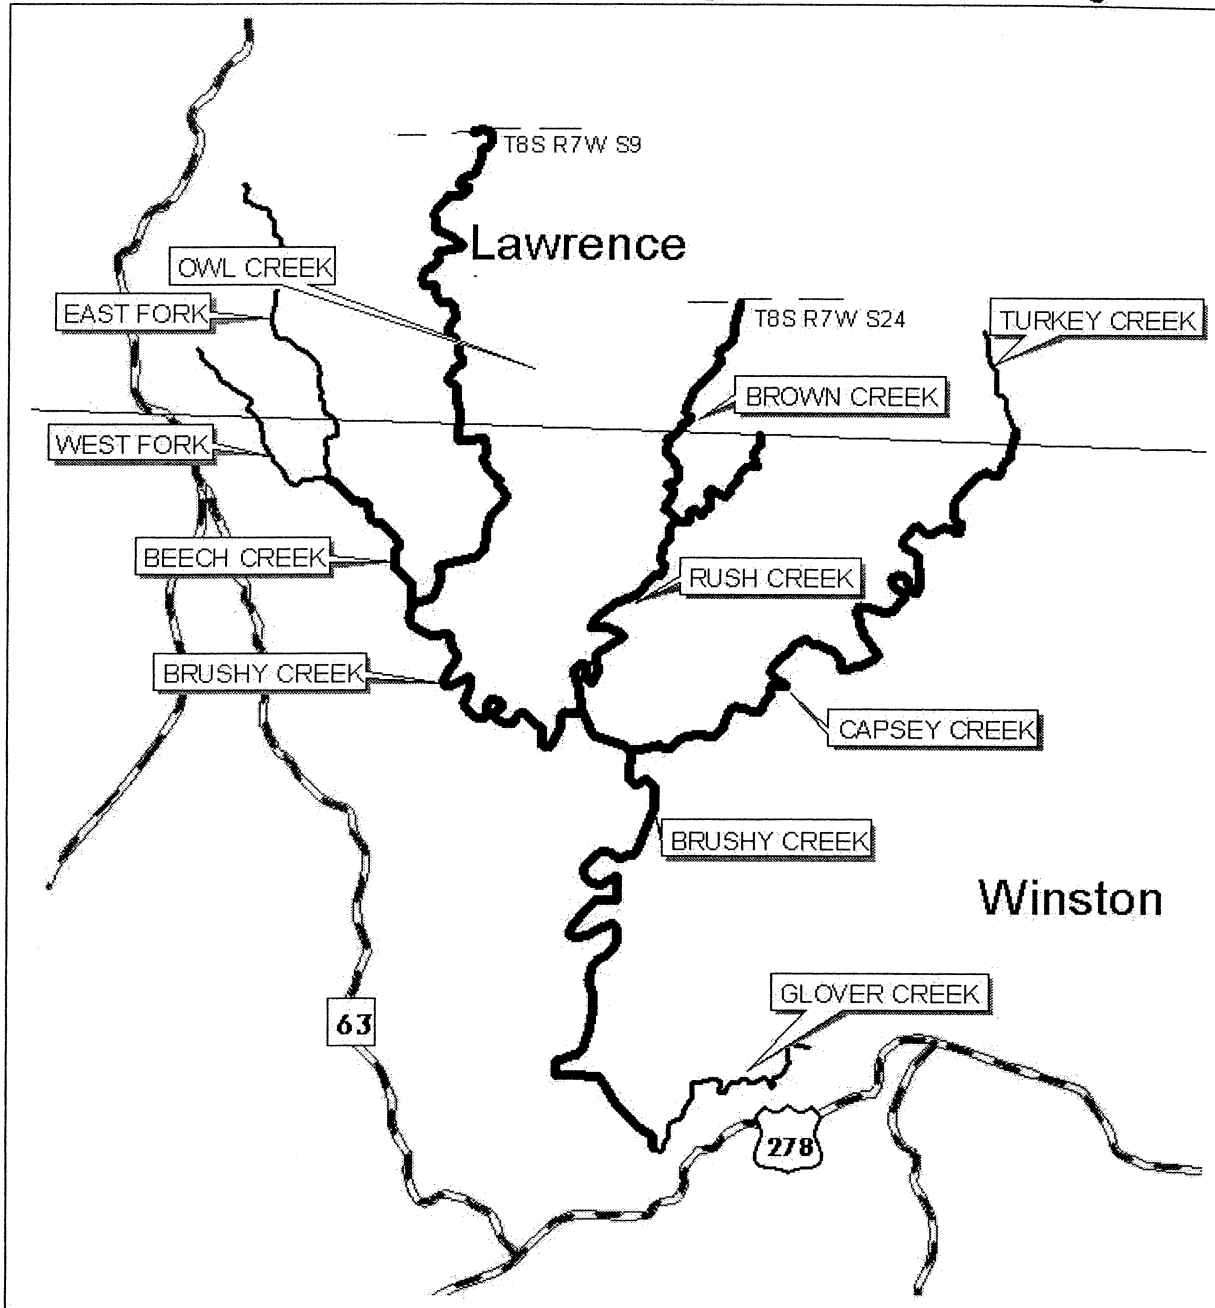 T8S R7W S9
Lawrence
OWL CREEK
EAST FORK
T8S R7W S24
TURKEY CREEK
BROWN CREEK
WEST FORK
BEECH CREEK
RUSH CREEK
BRUSHY CREEK
CAPSEY CREEK
BRUSHY CREEK
Winston
GLOVER CREEK
63
278